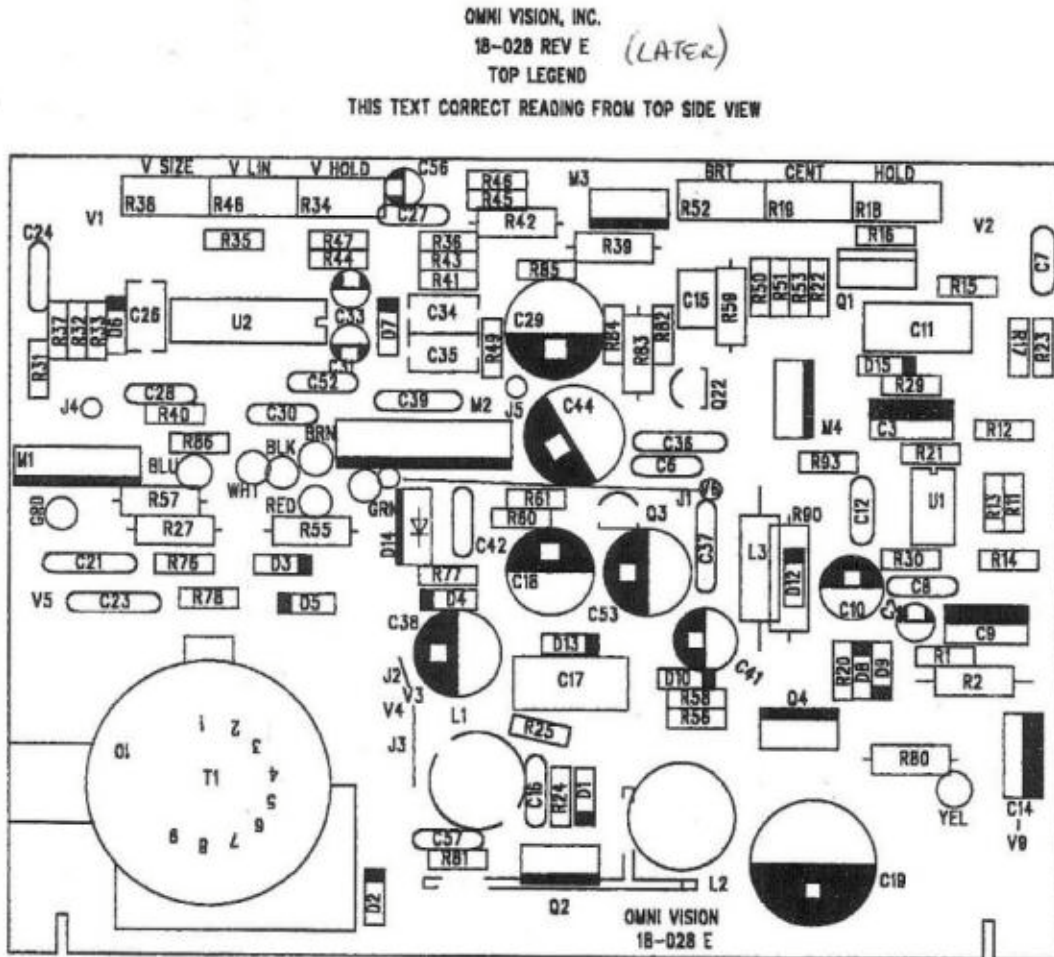 OMNI VISION, INC.
18-028 REV E (LATER)
TOP LEGEND
THIS TEXT CORRECT READING FROM TOP SIDE VIEW
V SIZE V LIN V HOLD C56 R46 M3 BRT CENT HOLD
R38 R46 R34 R45 R52 R19 R18
V1 C27 R42 R16 V2
C24 R35 R47 R36 R39 C7
R44 R43
R41 R85 R50 R51 R53 R22 Q1 R15
C26 C15 R59
R37 R32 R33 D6 U2 C33 D7 C34 C29 R84 R82 C11
R31 C35 R49 R83 R17 R23
C31 D15
C28 C52 Q22 R29
J4 R40 C30 C39 M2 J5 C44 M4 C3 R12
R86 BRN C36 R21
M1 BLU BLK C6 R93
WHT J1 V6
GRD R57 RED GRN R61 C12 U1 R13 R11
R27 R55 D14 R60 Q3 R90
C42 C37 L3
C21 R76 D3 R77 C18 D12 R30 R14
C8
V5 C23 R78 D5 D4 C53 C10
C38 C9
D13 C41 R1
J2 C17 D10 R20 D8 D9 R2
V3 R58
V4 L1 R56 Q4
J3 R25
10 1 2 3 R80
T1 4 C16 R24 D1
5 YEL C14
9 8 7 6 C57 V9
R81
D2 Q2 L2 C19
OMNI VISION
18-028 E